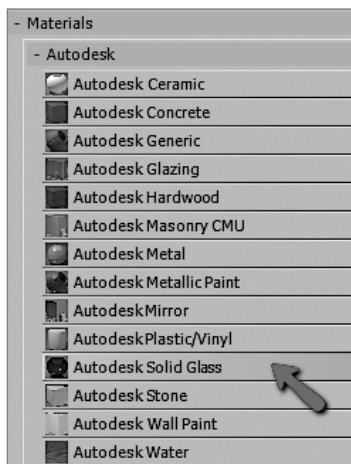 - Materials
- Autodesk
Autodesk Ceramic
Autodesk Concrete
Autodesk Generic
Autodesk Glazing
Autodesk Hardwood
Autodesk Masonry CMU
Autodesk Metal
Autodesk Metallic Paint
Autodesk Mirror
Autodesk Plastic/Vinyl
Autodesk Solid Glass
Autodesk Stone
Autodesk Wall Paint
Autodesk Water